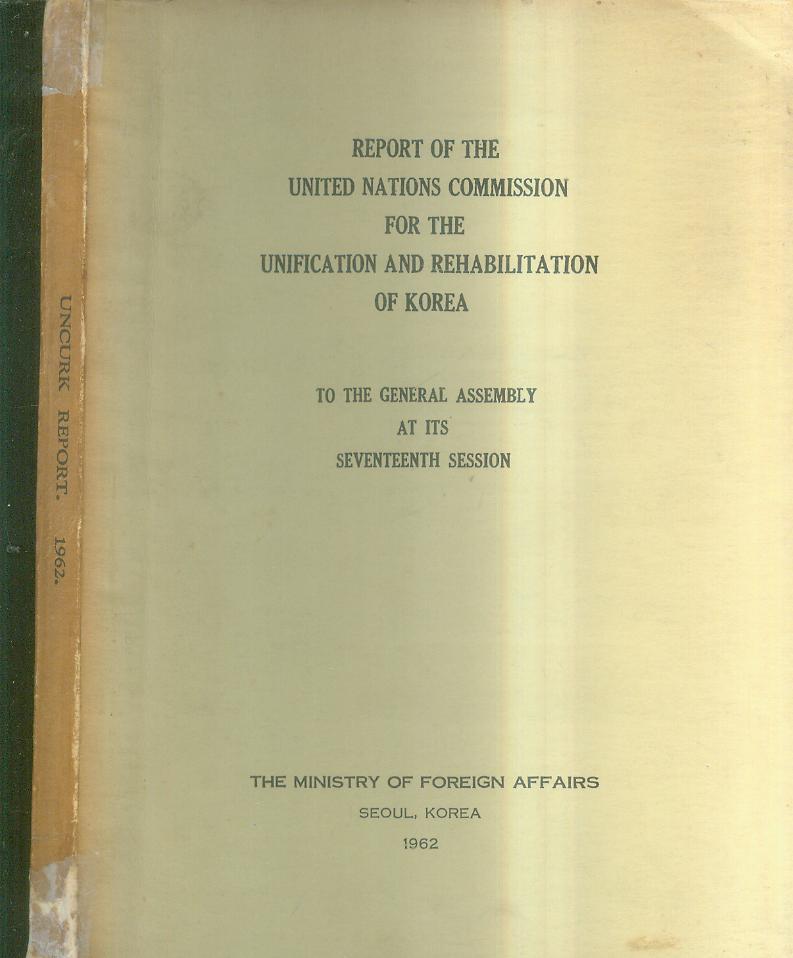 REPORT OF THE
UNITED NATIONS COMMISSION
FOR THE
UNIFICATION AND REHABILITATION
OF KOREA
TO THE GENERAL ASSEMBLY
AT ITS
SEVENTEENTH SESSION
THE MINISTRY OF FOREIGN AFFAIRS
SEOUL, KOREA
1962
UNCURK REPORT. 1962.